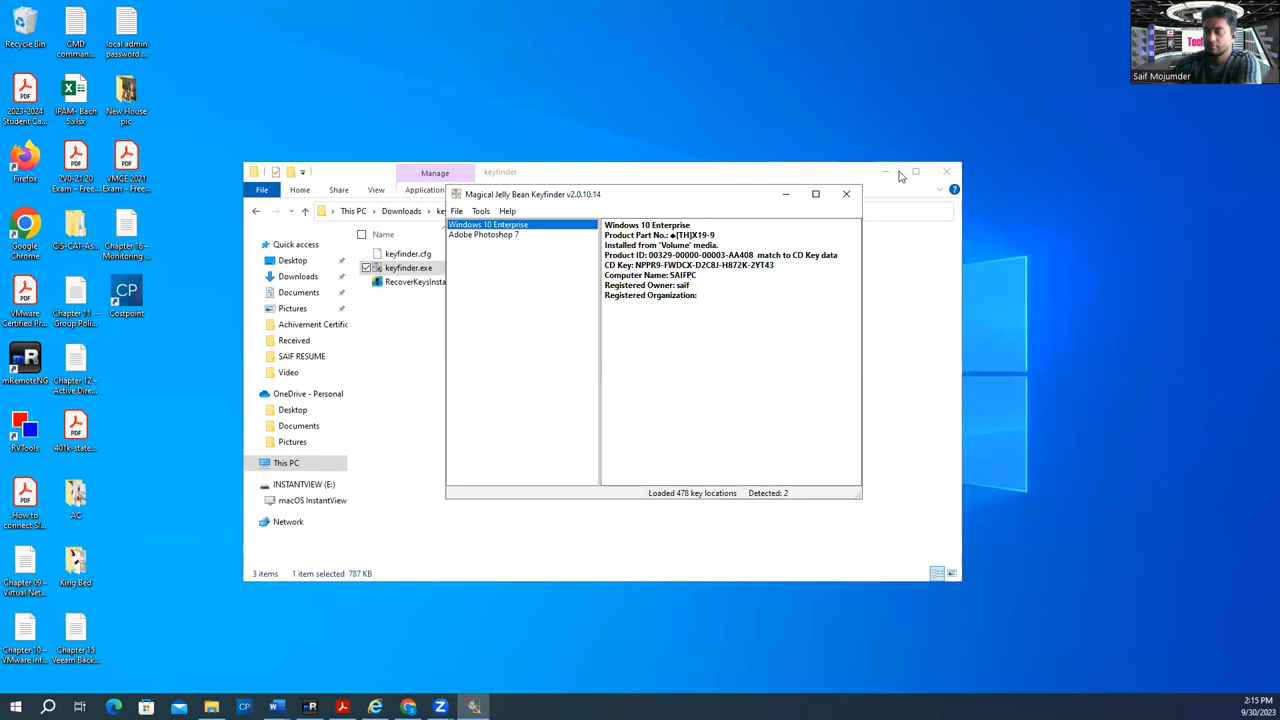 Recycle Bin
CMD comman...
local admin password ...
2023-2024 Student Ca...
IPAM- Bach 5.xlsx
New House pic
Firefox
2V0-21.20 Exam – Free...
VMCE 2021 Exam – Free...
Google Chrome
CIS-CAT-As...
Chapter 16 – Monitoring ...
VMware Certified Pr...
Chapter 11 – Group Poli...
Costpoint
mRemoteNG
Chapter 12 – Active Dire...
RVTools
401k-state...
How to connect SI...
AC
Chapter 09 – Virtual Net...
King Bed
Chapter 10 – VMware inf...
Chapter 15 Veeam Back...
Saif Mojumder
Manage
keyfinder
File
Home
Share
View
Application
This PC > Downloads >
Quick access
Desktop
Downloads
Documents
Pictures
Achivement Certific
Received
SAIF RESUME
Video
OneDrive - Personal
Desktop
Documents
Pictures
This PC
INSTANTVIEW (E:)
macOS InstantView
Network
Name
keyfinder.cfg
keyfinder.exe
RecoverKeysInsta
3 items
1 item selected 787 KB
Magical Jelly Bean Keyfinder v2.0.10.14
File Tools Help
Windows 10 Enterprise
Adobe Photoshop 7
Windows 10 Enterprise
Product Part No.: ♠[TH]X19-9
Installed from 'Volume' media.
Product ID: 00329-00000-00003-AA408 match to CD Key data
CD Key: NPPR9-FWDCX-D2C8J-H872K-2YT43
Computer Name: SAIFPC
Registered Owner: saif
Registered Organization:
Loaded 478 key locations
Detected: 2
2:15 PM
9/30/2023